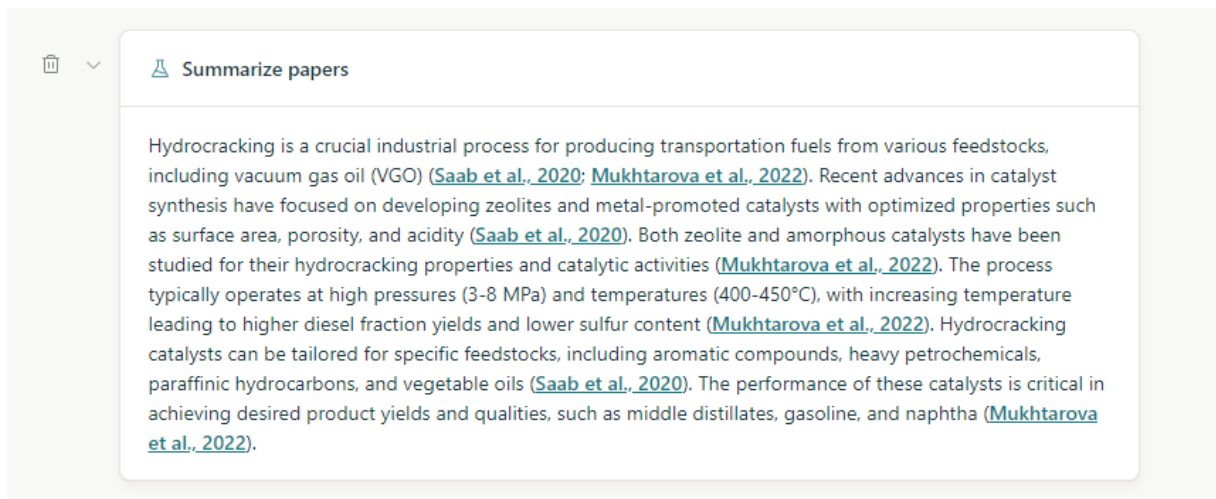 Summarize papers
Hydrocracking is a crucial industrial process for producing transportation fuels from various feedstocks,
including vacuum gas oil (VGO) (Saab et al., 2020; Mukhtarova et al., 2022). Recent advances in catalyst
synthesis have focused on developing zeolites and metal-promoted catalysts with optimized properties such
as surface area, porosity, and acidity (Saab et al., 2020). Both zeolite and amorphous catalysts have been
studied for their hydrocracking properties and catalytic activities (Mukhtarova et al., 2022). The process
typically operates at high pressures (3-8 MPa) and temperatures (400-450°C), with increasing temperature
leading to higher diesel fraction yields and lower sulfur content (Mukhtarova et al., 2022). Hydrocracking
catalysts can be tailored for specific feedstocks, including aromatic compounds, heavy petrochemicals,
paraffinic hydrocarbons, and vegetable oils (Saab et al., 2020). The performance of these catalysts is critical in
achieving desired product yields and qualities, such as middle distillates, gasoline, and naphtha (Mukhtarova
et al., 2022).